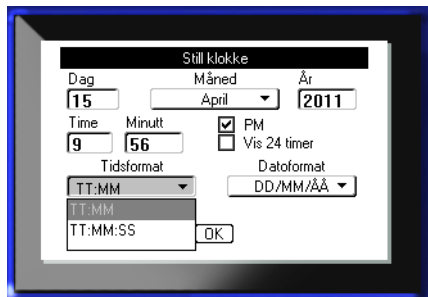 Still klokke
Dag Måned År
15 April 2011
Time Minutt PM
9 56 Vis 24 timer
Tidsformat Datoformat
TT:MM DD/MM/ÅÅ
TT:MM
TT:MM:SS OK